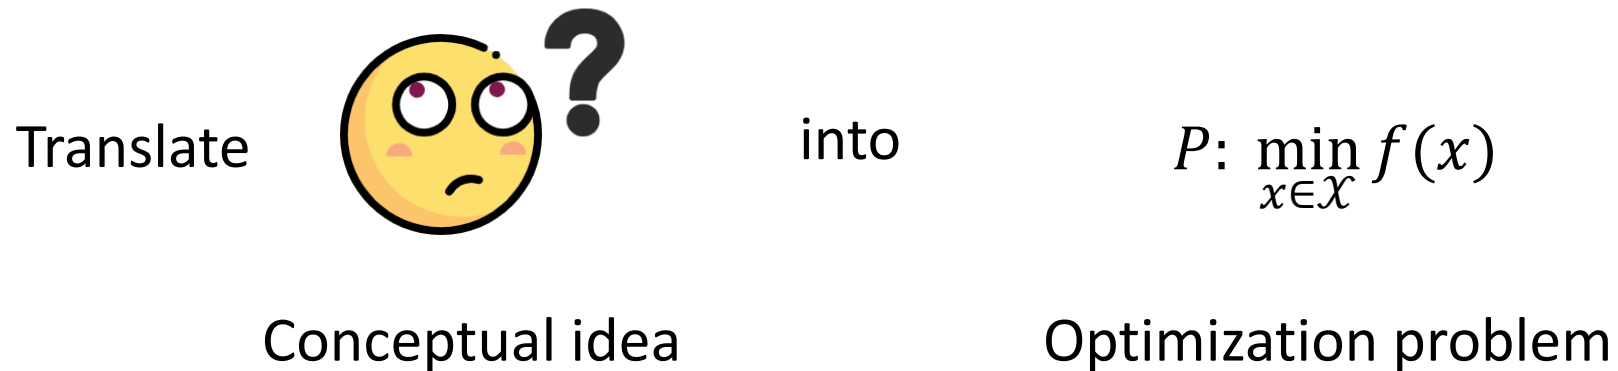 Translate ? into P: min f(x)
x∈𝒳
Conceptual idea Optimization problem